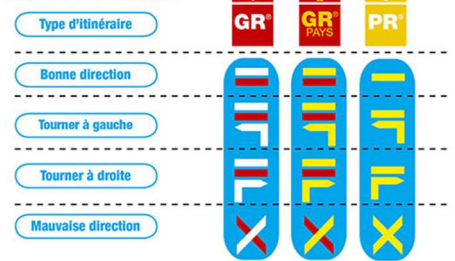 Type d'itinéraire
GR®
GR®
PAYS
PR®
Bonne direction
Tourner à gauche
Tourner à droite
Mauvaise direction